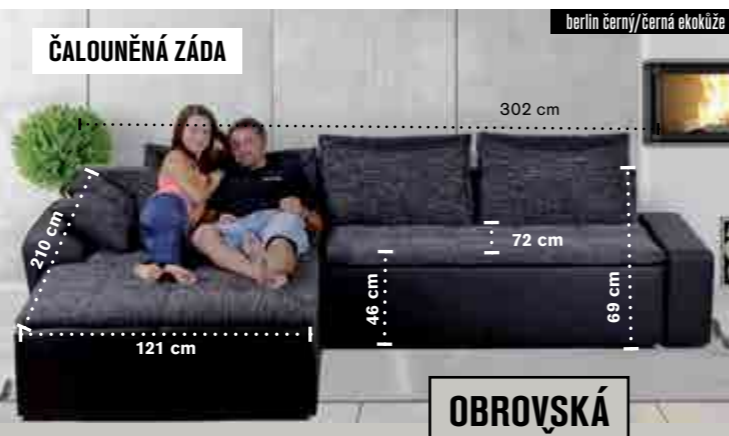 berlin černý/černá ekokůže
ČALOUNĚNÁ ZÁDA
302 cm
210 cm
72 cm
46 cm
69 cm
121 cm
OBROVSKÁ